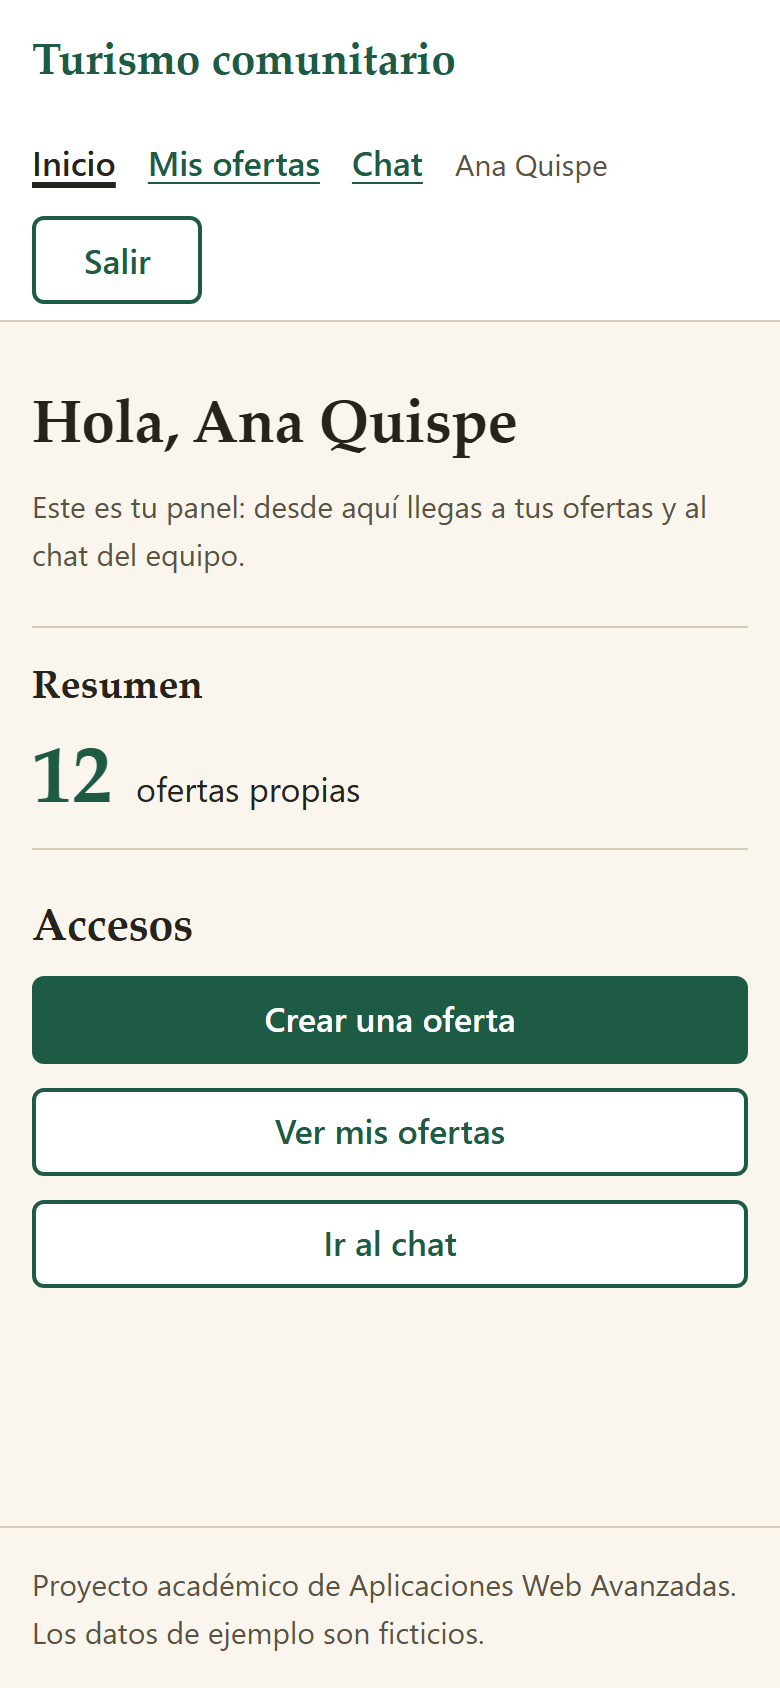 Turismo comunitario
Inicio Mis ofertas Chat Ana Quispe
Salir
Hola, Ana Quispe
Este es tu panel: desde aquí llegas a tus ofertas y al
chat del equipo.
Resumen
12 ofertas propias
Accesos
Crear una oferta
Ver mis ofertas
Ir al chat
Proyecto académico de Aplicaciones Web Avanzadas.
Los datos de ejemplo son ficticios.